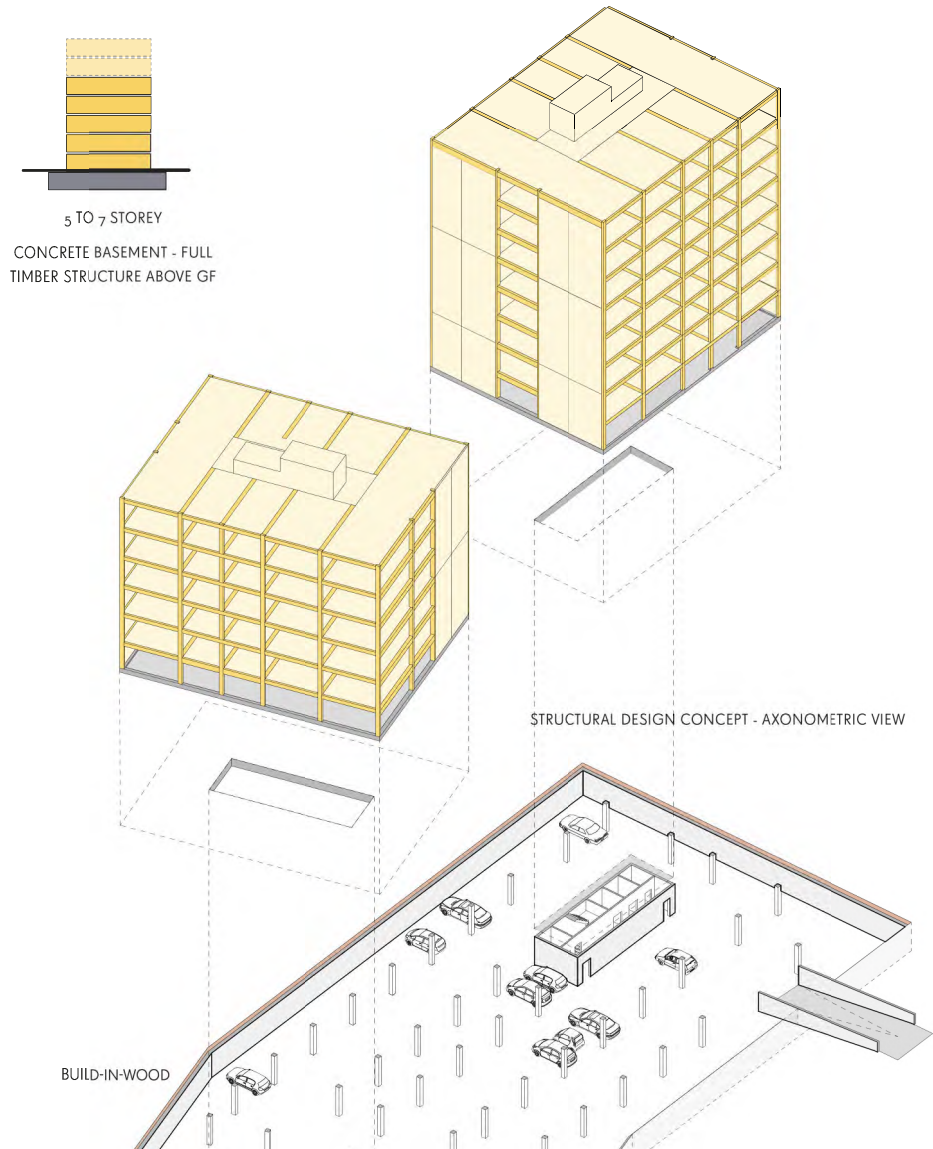 5 TO 7 STOREY
CONCRETE BASEMENT - FULL
TIMBER STRUCTURE ABOVE GF
STRUCTURAL DESIGN CONCEPT - AXONOMETRIC VIEW
BUILD-IN-WOOD